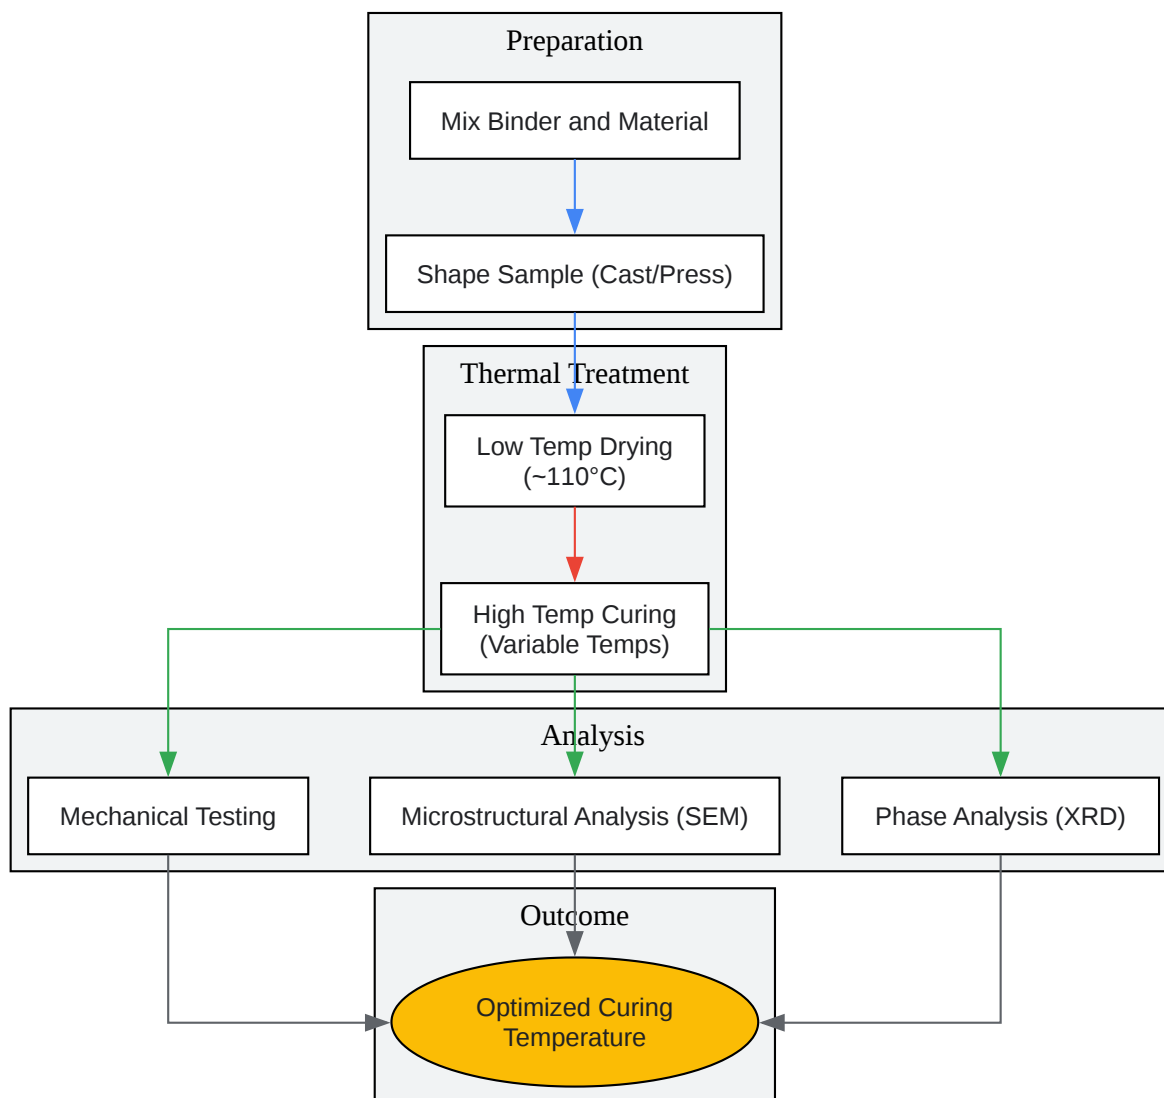 Preparation
Mix Binder and Material
Shape Sample (Cast/Press)
Thermal Treatment
Low Temp Drying
(~110°C)
High Temp Curing
(Variable Temps)
Analysis
Mechanical Testing
Microstructural Analysis (SEM)
Phase Analysis (XRD)
Outcome
Optimized Curing
Temperature